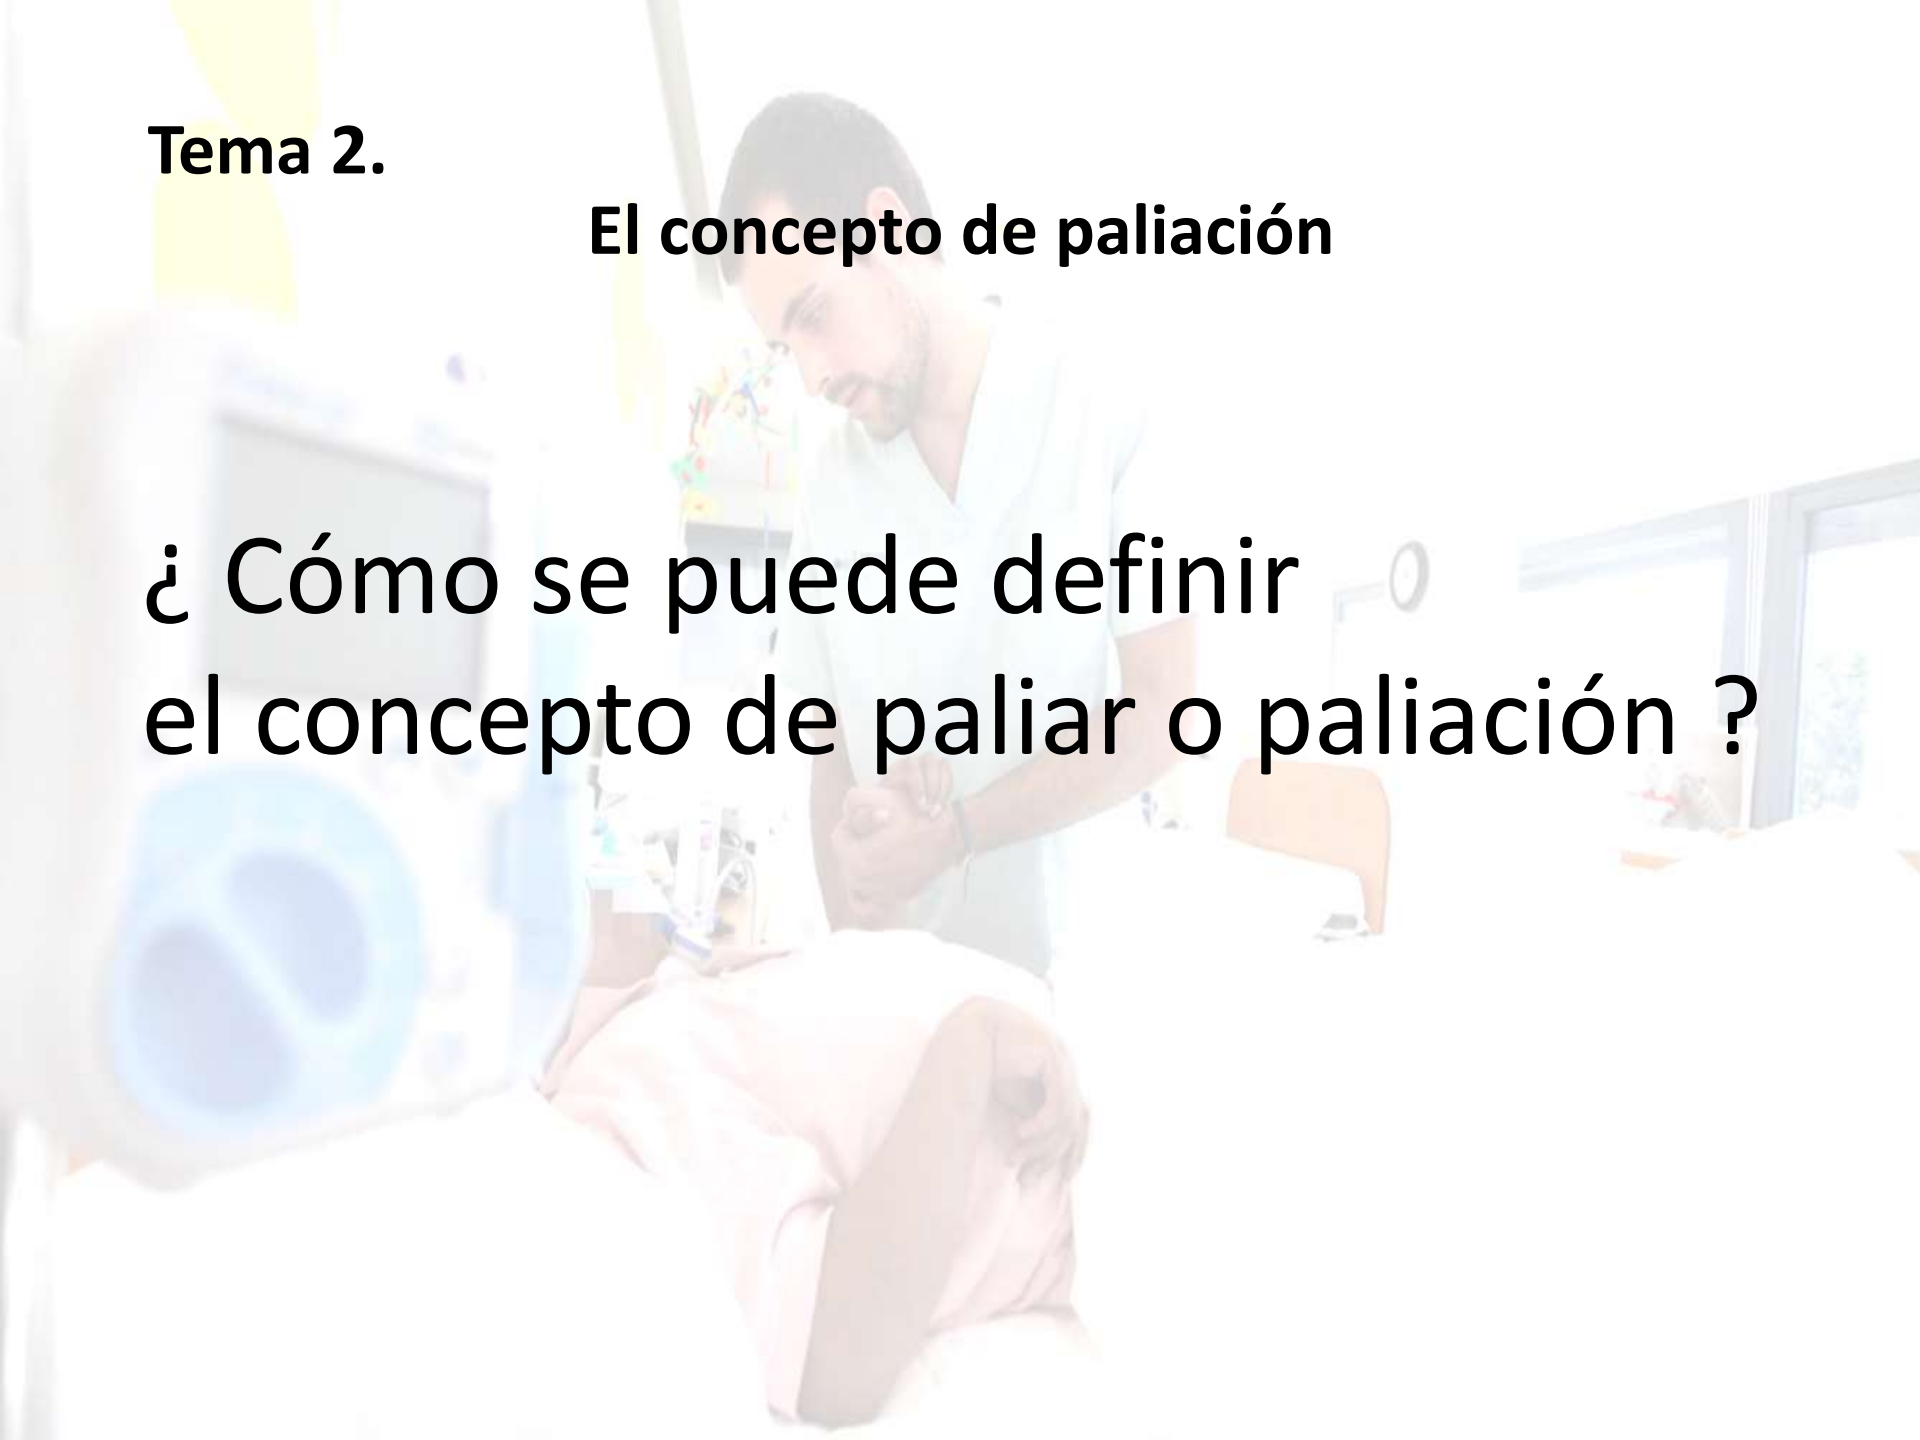 Tema 2.
El concepto de paliación
¿ Cómo se puede definir
el concepto de paliar o paliación ?